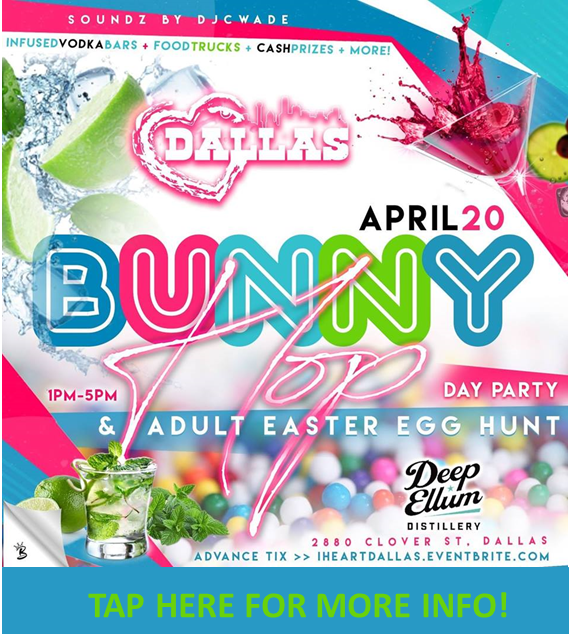 SOUNDZ BY DJCWADE
INFUSEDVODKABARS + FOODTRUCKS + CASHPRIZES + MORE!
DALLAS
APRIL20
BUNNY
Hop
1PM-5PM
DAY PARTY
& ADULT EASTER EGG HUNT
Deep
Ellum
DISTILLERY
2880 CLOVER ST, DALLAS
ADVANCE TIX >> IHEARTDALLAS.EVENTBRITE.COM
B
TAP HERE FOR MORE INFO!